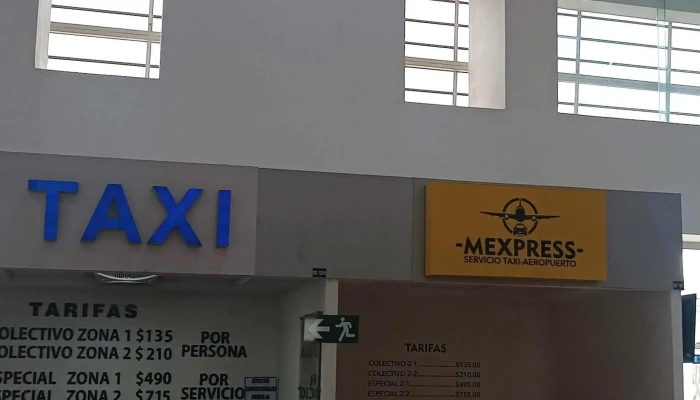 TAXI
TARIFAS
COLECTIVO ZONA 1 $135
COLECTIVO ZONA 2 $210
POR
PERSONA
ESPECIAL ZONA 1 $490
ESPECIAL ZONA 2 $715
POR
SERVICIO
-MEXPRESS-
SERVICIO TAXI-AEROPUERTO
TARIFAS
COLECTIVO Z-1 $135.00
COLECTIVO Z-2 $210.00
ESPECIAL Z-1 $490.00
ESPECIAL Z-2 $715.00